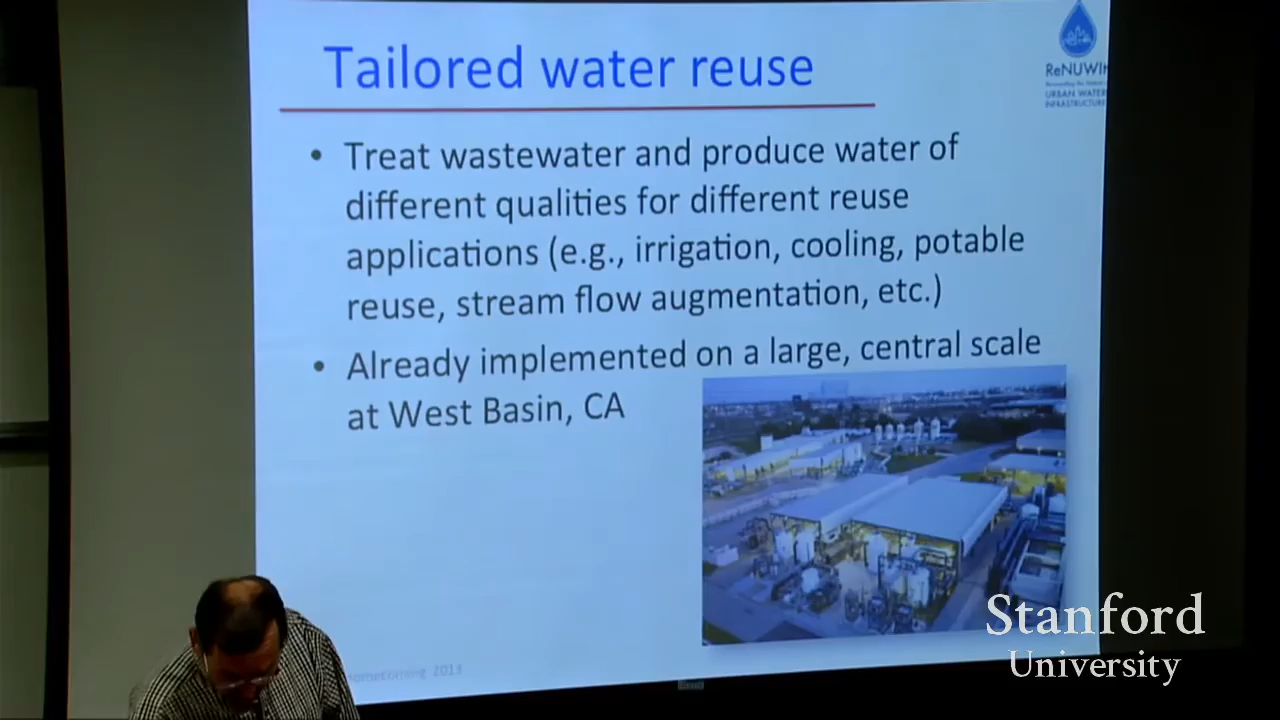 Tailored water reuse
ReNUWIt
URBAN WATER
INFRASTRUCTURE
• Treat wastewater and produce water of
different qualities for different reuse
applications (e.g., irrigation, cooling, potable
reuse, stream flow augmentation, etc.)
• Already implemented on a large, central scale
at West Basin, CA
2013
Stanford
University